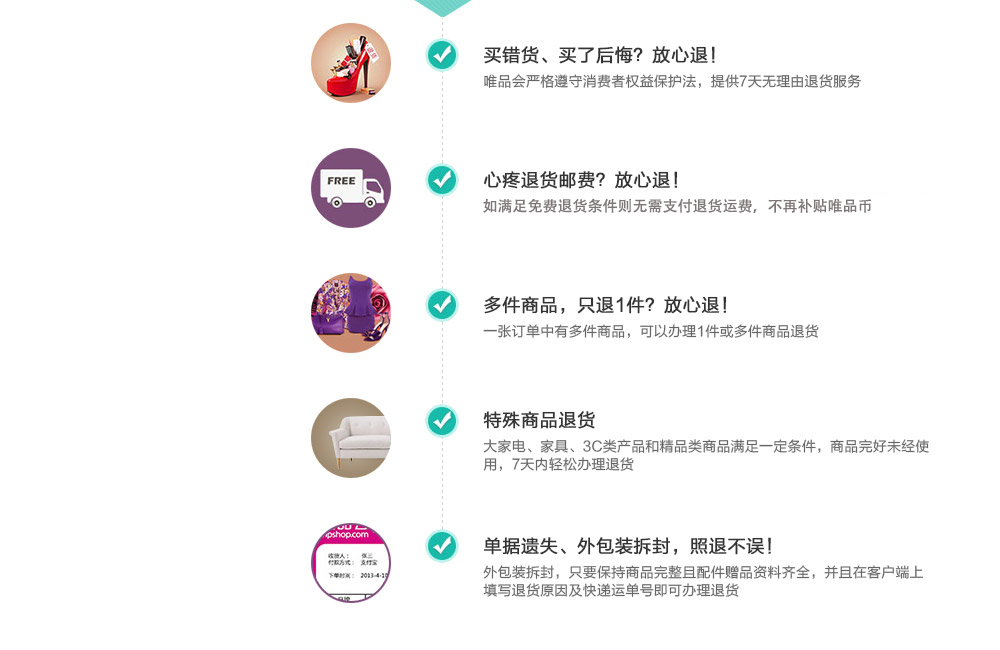 买错货、买了后悔？放心退！
唯品会严格遵守消费者权益保护法，提供7天无理由退货服务
FREE
心疼退货邮费？放心退！
如满足免费退货条件则无需支付退货运费，不再补贴唯品币
多件商品，只退1件？放心退！
一张订单中有多件商品，可以办理1件或多件商品退货
特殊商品退货
大家电、家具、3C类产品和精品类商品满足一定条件，商品完好未经使
用，7天内轻松办理退货
ipshop.com
收货人： 张三
付款方式： 支付宝
下单时间： 2013-4-10
单据遗失、外包装拆封，照退不误！
外包装拆封，只要保持商品完整且配件赠品资料齐全，并且在客户端上
填写退货原因及快递运单号即可办理退货